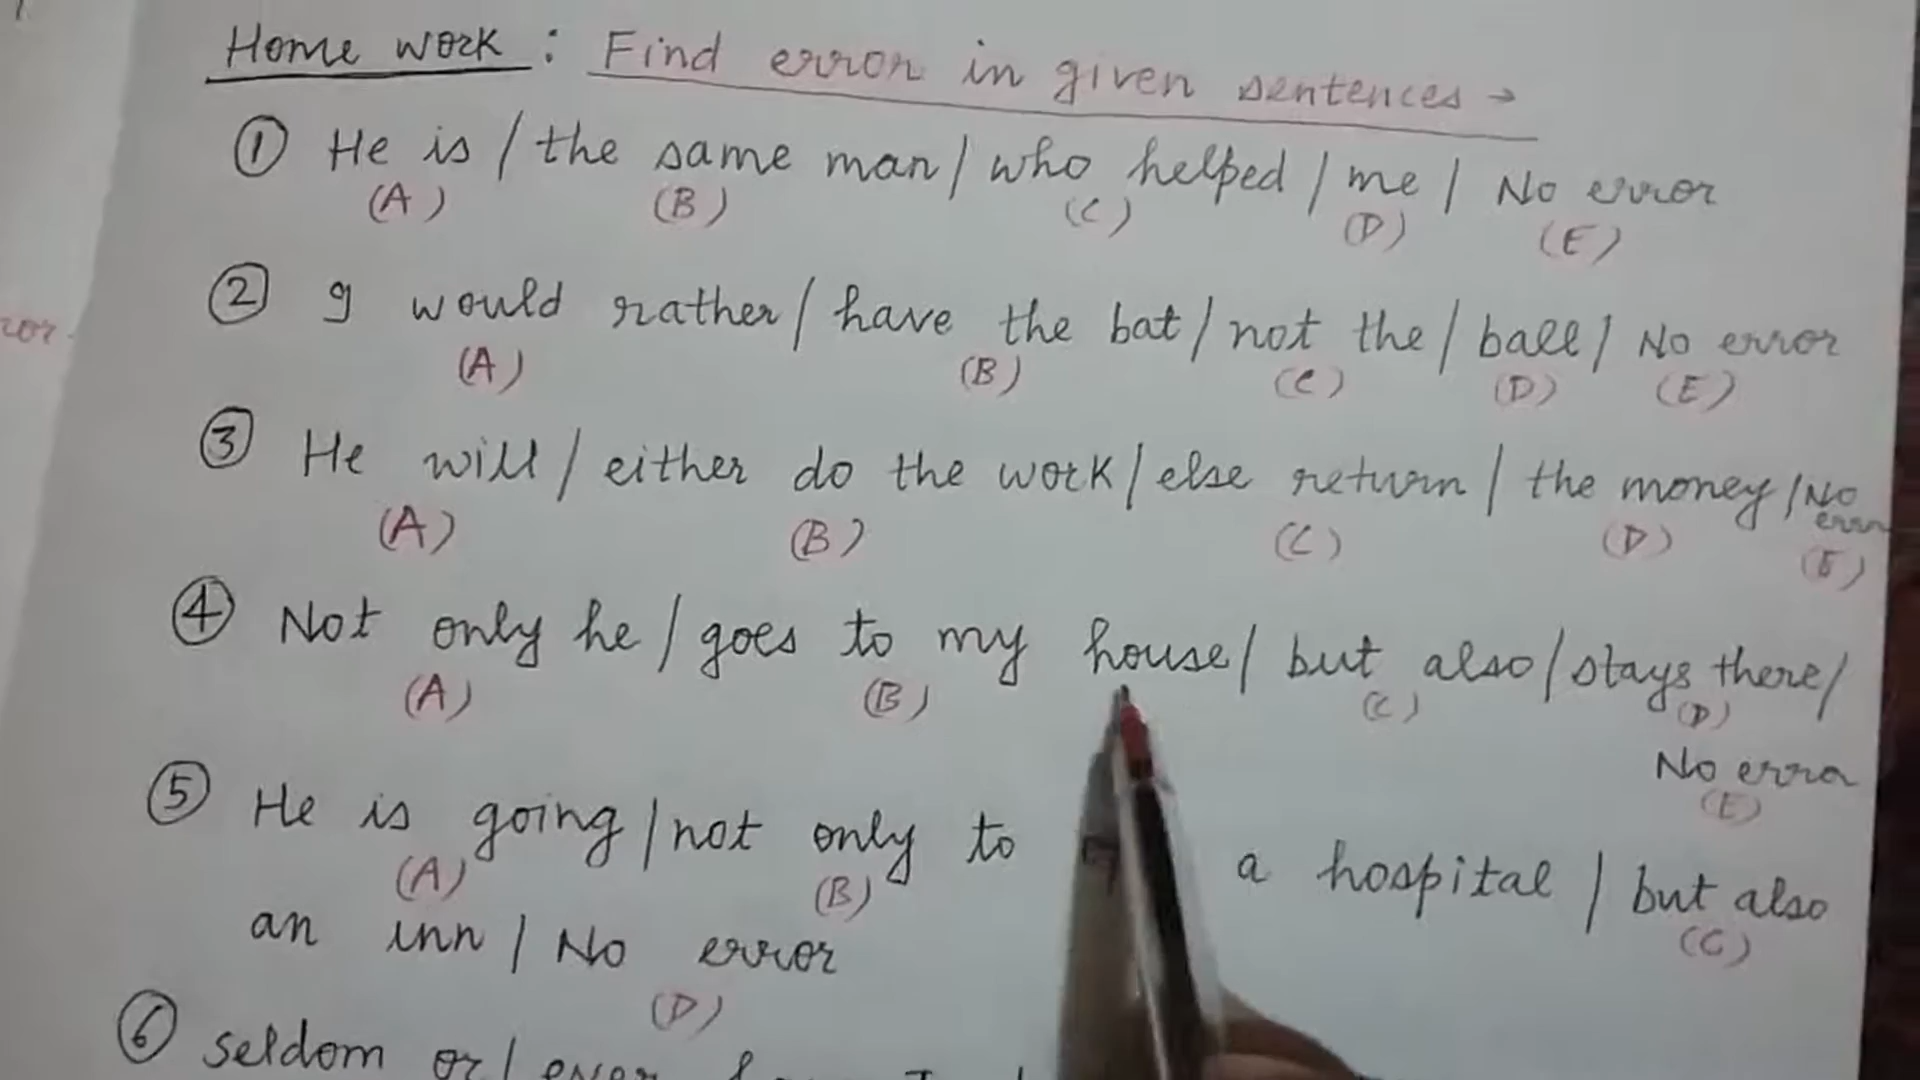 Home work : Find error in given sentences →
① He is / the same man / who helped / me / No error
(A) (B) (C) (D) (E)
② I would rather / have the bat / not the / ball / No error
(A) (B) (C) (D) (E)
③ He will / either do the work / else return / the money / No
error
(A) (B) (C) (D) (E)
④ Not only he / goes to my house / but also / stays there /
(A) (B) (C) (D)
No error
(E)
⑤ He is going / not only to a hospital / but also
(A) (B) (C)
an inn / No error
(D)
⑥ seldom or / ever